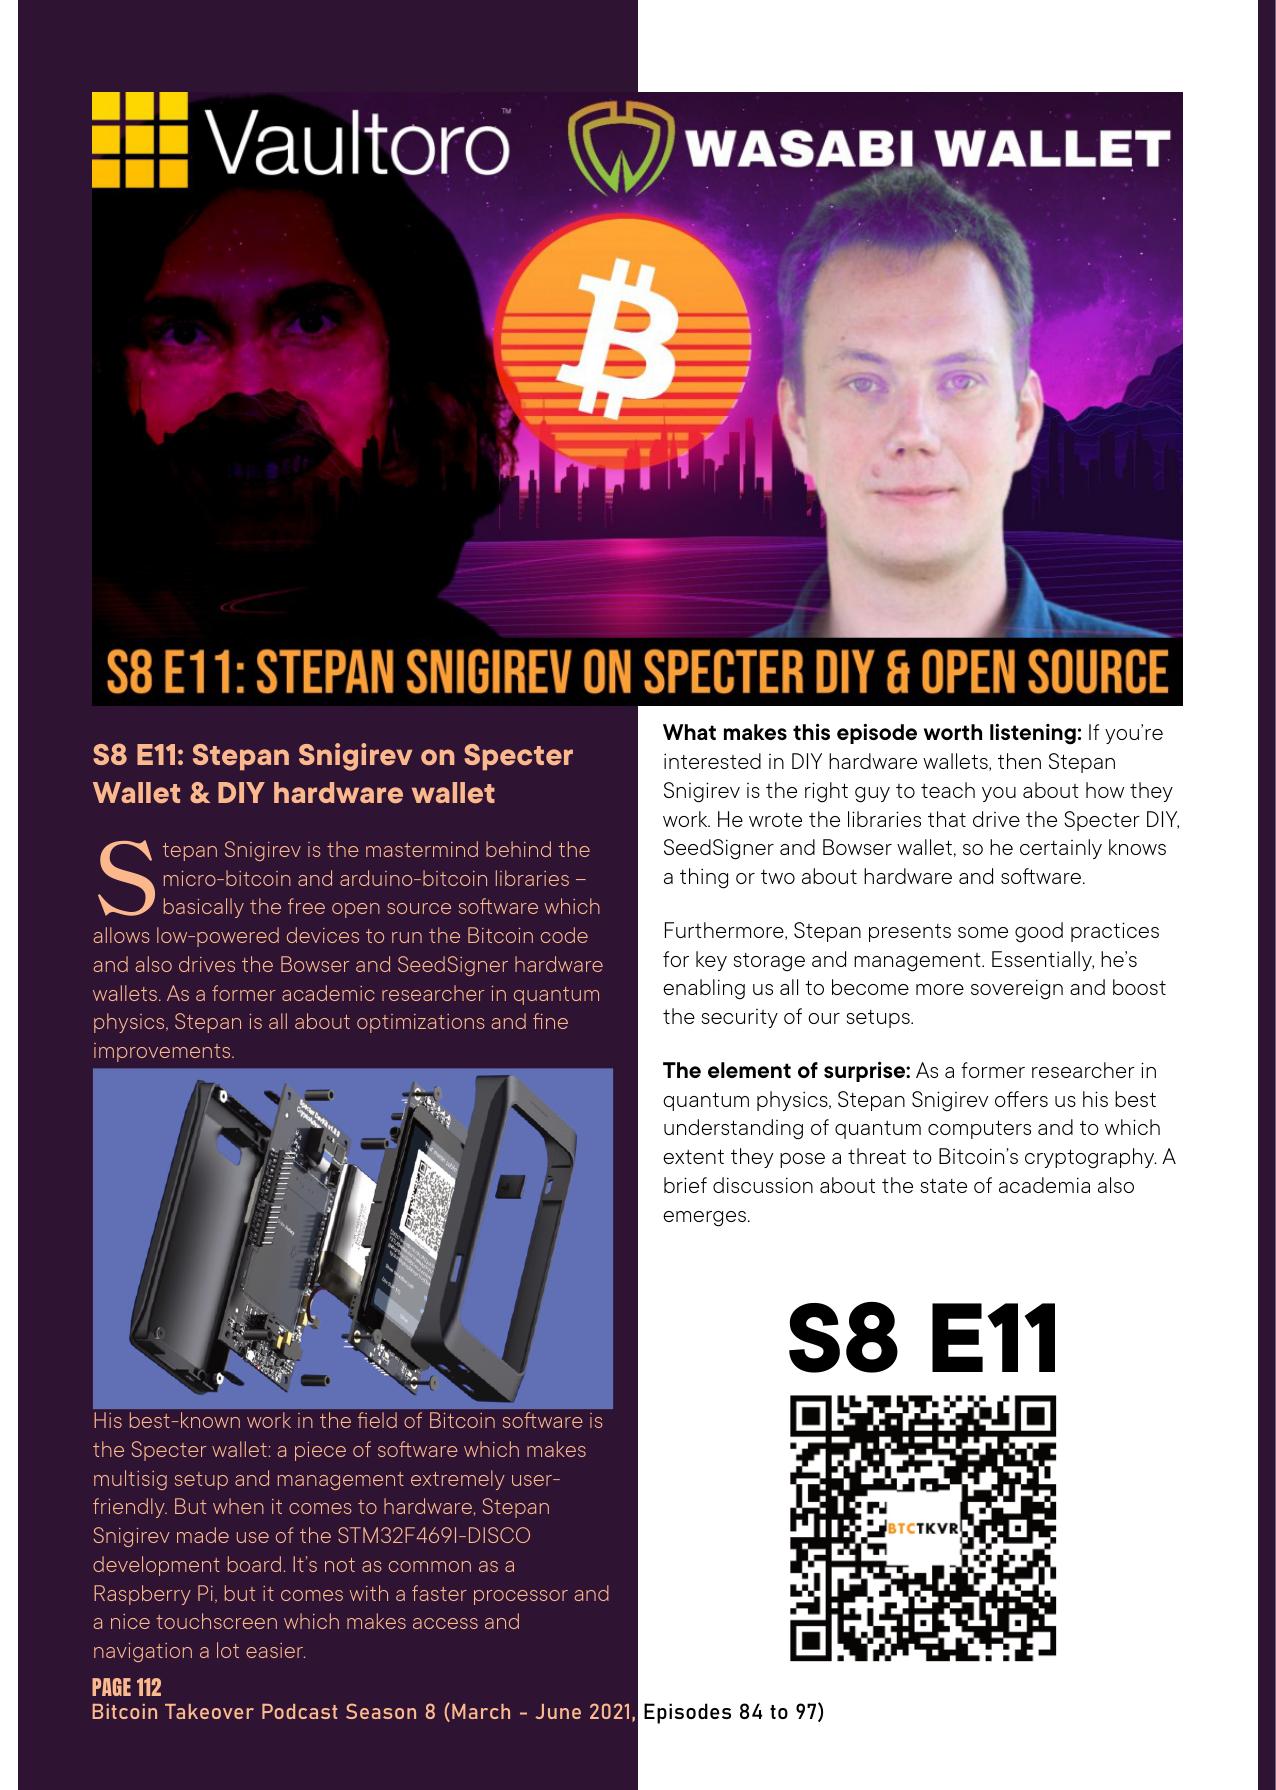 Vaultoro™
WASABI WALLET
S8 E11: STEPAN SNIGIREV ON SPECTER DIY & OPEN SOURCE
S8 E11: Stepan Snigirev on Specter
Wallet & DIY hardware wallet
Stepan Snigirev is the mastermind behind the
micro-bitcoin and arduino-bitcoin libraries –
basically the free open source software which
allows low-powered devices to run the Bitcoin code
and also drives the Bowser and SeedSigner hardware
wallets. As a former academic researcher in quantum
physics, Stepan is all about optimizations and fine
improvements.
His best-known work in the field of Bitcoin software is
the Specter wallet: a piece of software which makes
multisig setup and management extremely user-
friendly. But when it comes to hardware, Stepan
Snigirev made use of the STM32F469I-DISCO
development board. It’s not as common as a
Raspberry Pi, but it comes with a faster processor and
a nice touchscreen which makes access and
navigation a lot easier.
What makes this episode worth listening: If you’re
interested in DIY hardware wallets, then Stepan
Snigirev is the right guy to teach you about how they
work. He wrote the libraries that drive the Specter DIY,
SeedSigner and Bowser wallet, so he certainly knows
a thing or two about hardware and software.
Furthermore, Stepan presents some good practices
for key storage and management. Essentially, he’s
enabling us all to become more sovereign and boost
the security of our setups.
The element of surprise: As a former researcher in
quantum physics, Stepan Snigirev offers us his best
understanding of quantum computers and to which
extent they pose a threat to Bitcoin’s cryptography. A
brief discussion about the state of academia also
emerges.
S8 E11
BTCTKVR
PAGE 112
Bitcoin Takeover Podcast Season 8 (March - June 2021, Episodes 84 to 97)